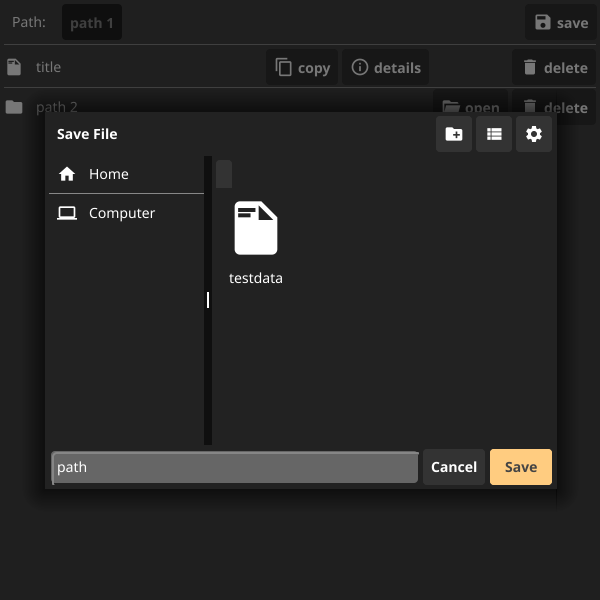 Path:
path 1
save
title
copy
details
delete
path 2
open
delete
Save File
Home
Computer
testdata
path
Cancel
Save